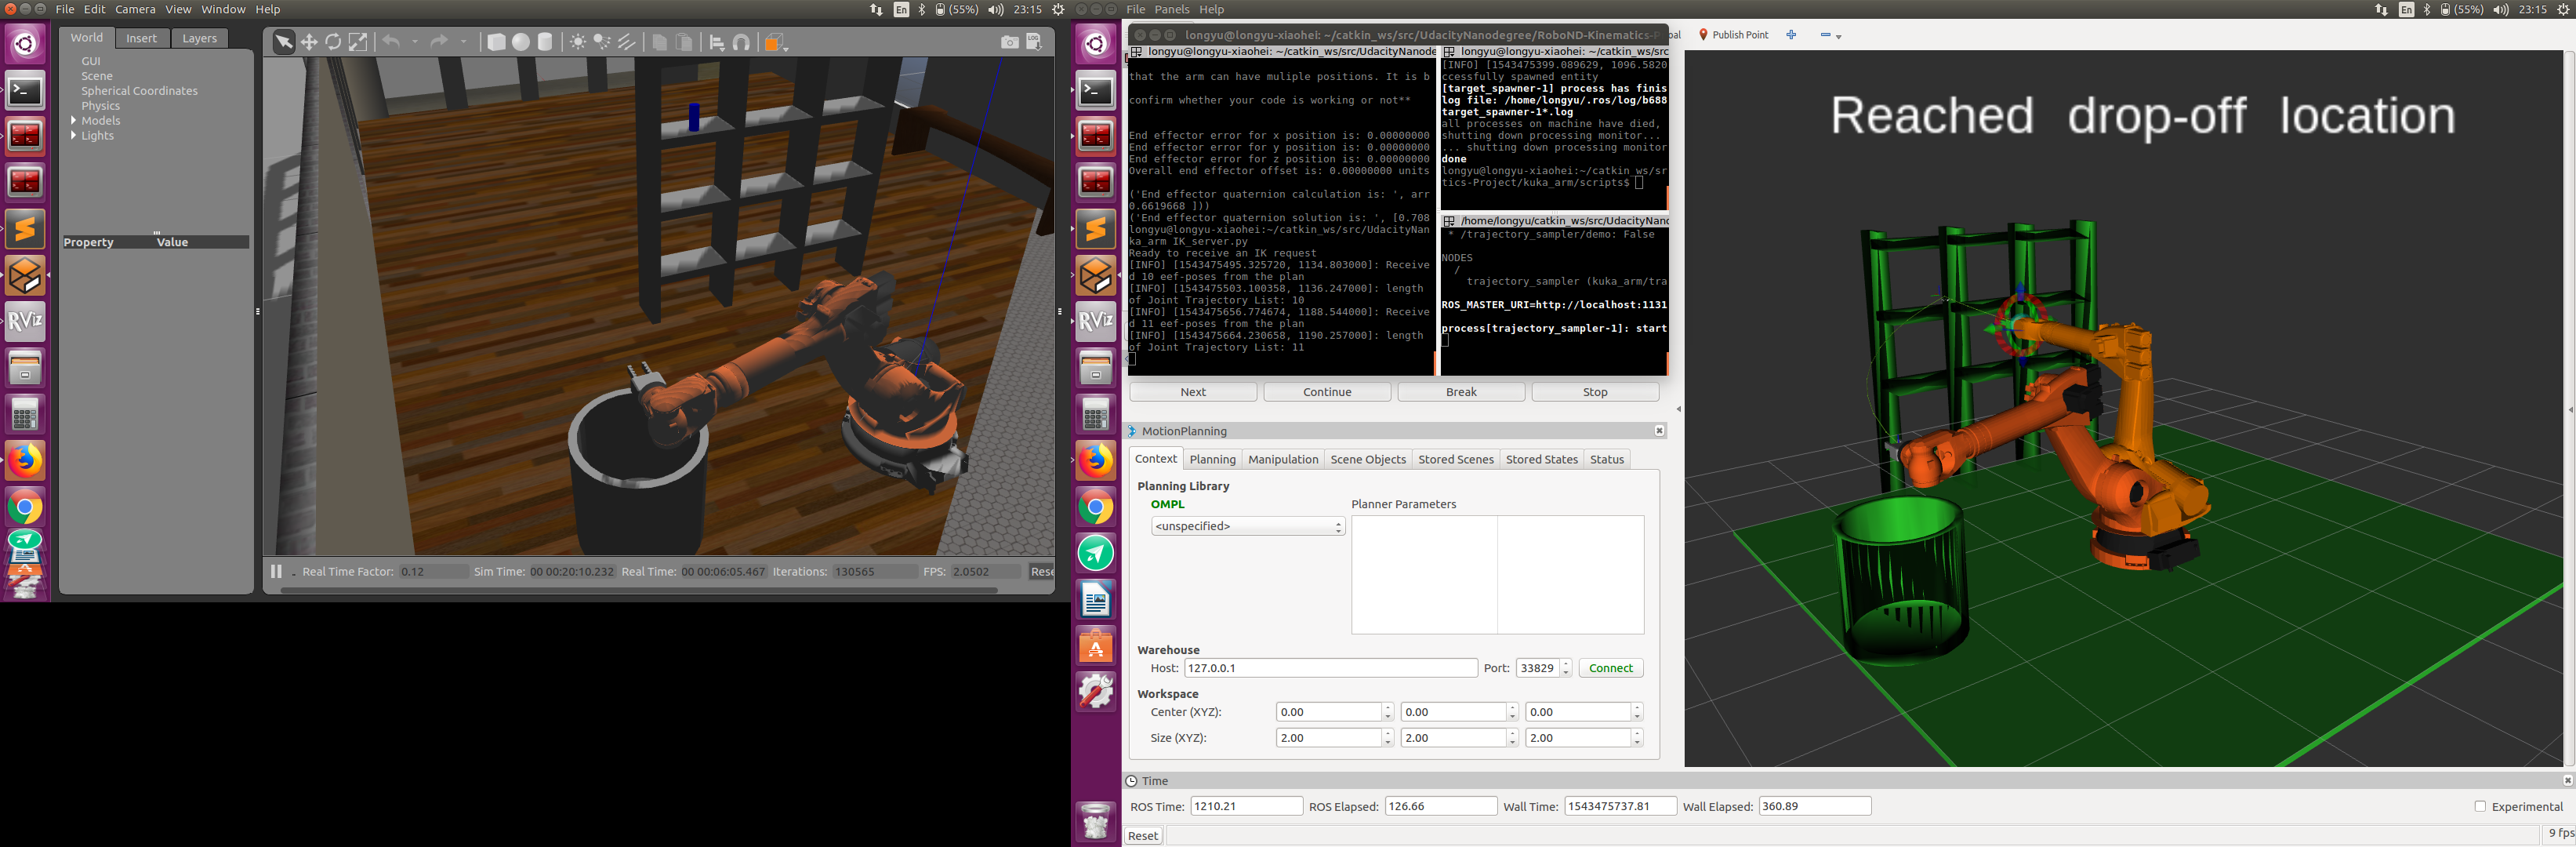 File Edit Camera View Window Help
En (55%) 23:15
World Insert Layers
GUI
Scene
Spherical Coordinates
Physics
Models
Lights
Property Value
LOG
Real Time Factor: 0.12 Sim Time: 00 00:20:10.232 Real Time: 00 00:06:05.467 Iterations: 130565 FPS: 2.0502 Rese
RViz
File Panels Help
En (55%) 23:15
longyu@longyu-xiaohei: ~/catkin_ws/src/UdacityNanodegree/RoboND-Kinematics-P
oal Publish Point
longyu@longyu-xiaohei: ~/catkin_ws/src/UdacityNanode
that the arm can have muliple positions. It is b
confirm whether your code is working or not**
End effector error for x position is: 0.00000000
End effector error for y position is: 0.00000000
End effector error for z position is: 0.00000000
Overall end effector offset is: 0.00000000 units
('End effector quaternion calculation is: ', arr
0.6619668 ]))
('End effector quaternion solution is: ', [0.708
longyu@longyu-xiaohei:~/catkin_ws/src/UdacityNan
ka_arm IK_server.py
Ready to receive an IK request
[INFO] [1543475495.325720, 1134.803000]: Receive
d 10 eef-poses from the plan
[INFO] [1543475503.100358, 1136.247000]: length
of Joint Trajectory List: 10
[INFO] [1543475656.774674, 1188.544000]: Receive
d 11 eef-poses from the plan
[INFO] [1543475664.230658, 1190.257000]: length
of Joint Trajectory List: 11
longyu@longyu-xiaohei: ~/catkin_ws/src
[INFO] [1543475399.089629, 1096.5820
ccessfully spawned entity
[target_spawner-1] process has finis
log file: /home/longyu/.ros/log/b688
target_spawner-1*.log
all processes on machine have died,
shutting down processing monitor...
... shutting down processing monitor
done
longyu@longyu-xiaohei:~/catkin_ws/sr
tics-Project/kuka_arm/scripts$
/home/longyu/catkin_ws/src/UdacityNano
* /trajectory_sampler/demo: False
NODES
/
trajectory_sampler (kuka_arm/tra
ROS_MASTER_URI=http://localhost:1131
process[trajectory_sampler-1]: start
RViz
Next Continue Break Stop
MotionPlanning
Context Planning Manipulation Scene Objects Stored Scenes Stored States Status
Planning Library
OMPL
Planner Parameters
<unspecified>
Warehouse
Host: 127.0.0.1 Port: 33829 Connect
Workspace
Center (XYZ): 0.00 0.00 0.00
Size (XYZ): 2.00 2.00 2.00
Reached drop-off location
Time
ROS Time: 1210.21 ROS Elapsed: 126.66 Wall Time: 1543475737.81 Wall Elapsed: 360.89 Experimental
Reset 9 fps